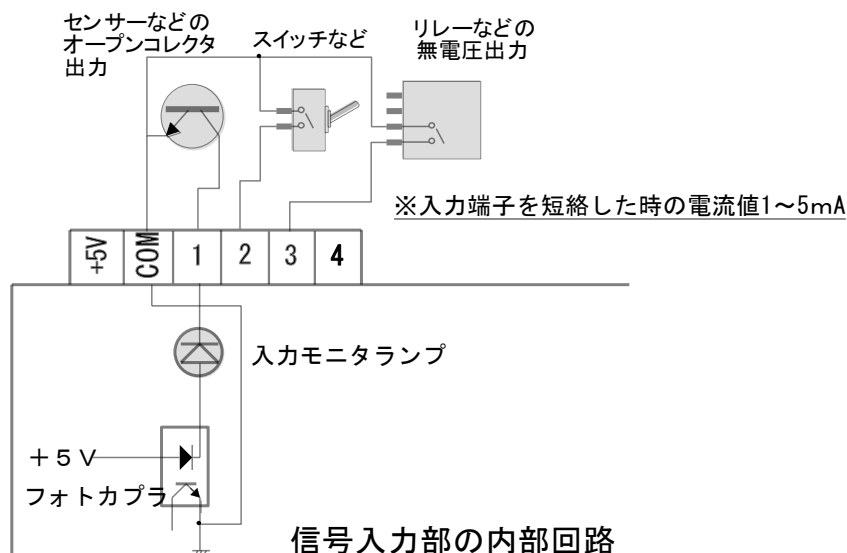 センサーなどの
オープンコレクタ
出力
スイッチなど
リレーなどの
無電圧出力
※入力端子を短絡した時の電流値1～5mA
+5V COM 1 2 3 4
入力モニタランプ
＋５Ｖ
フォトカプラ
信号入力部の内部回路